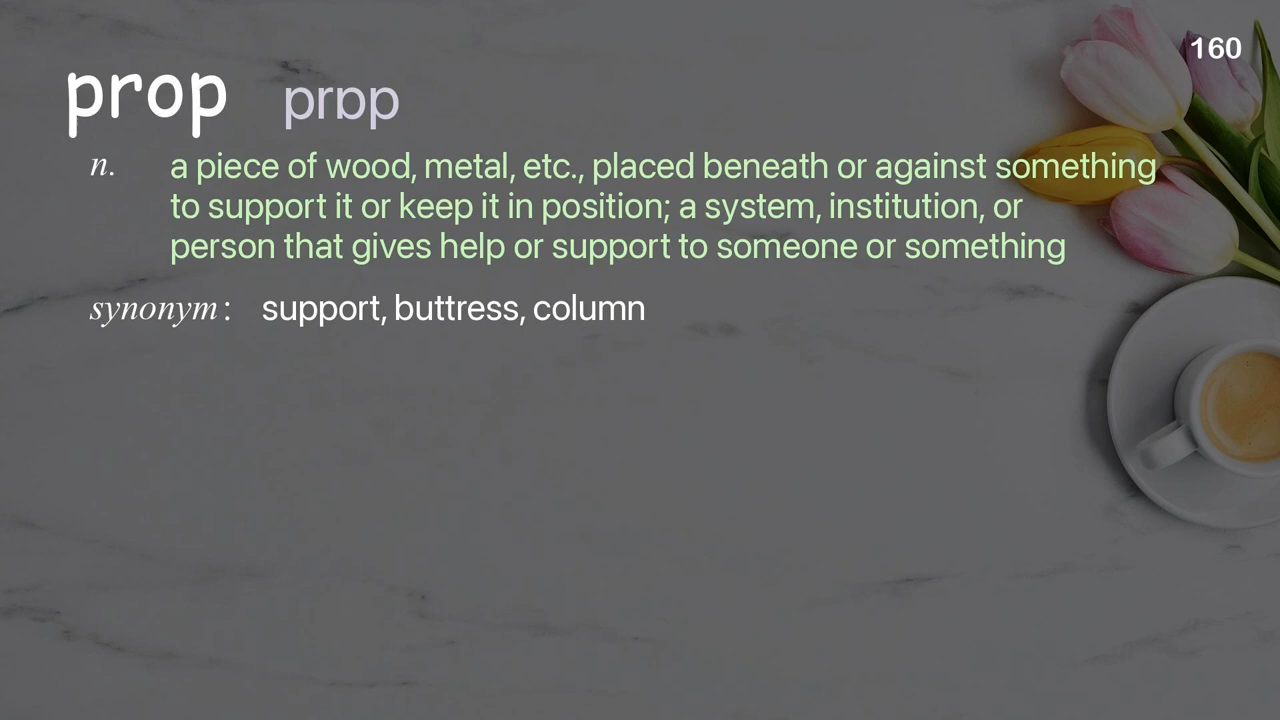 160
prop prɒp
n. a piece of wood, metal, etc., placed beneath or against something
to support it or keep it in position; a system, institution, or
person that gives help or support to someone or something
synonym: support, buttress, column